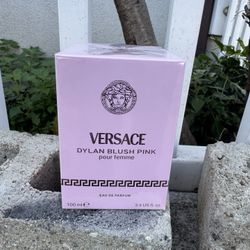 VERSACE
DYLAN BLUSH PINK
pour femme
EAU DE PARFUM
100 ml ℮ 3.4 US fl. oz